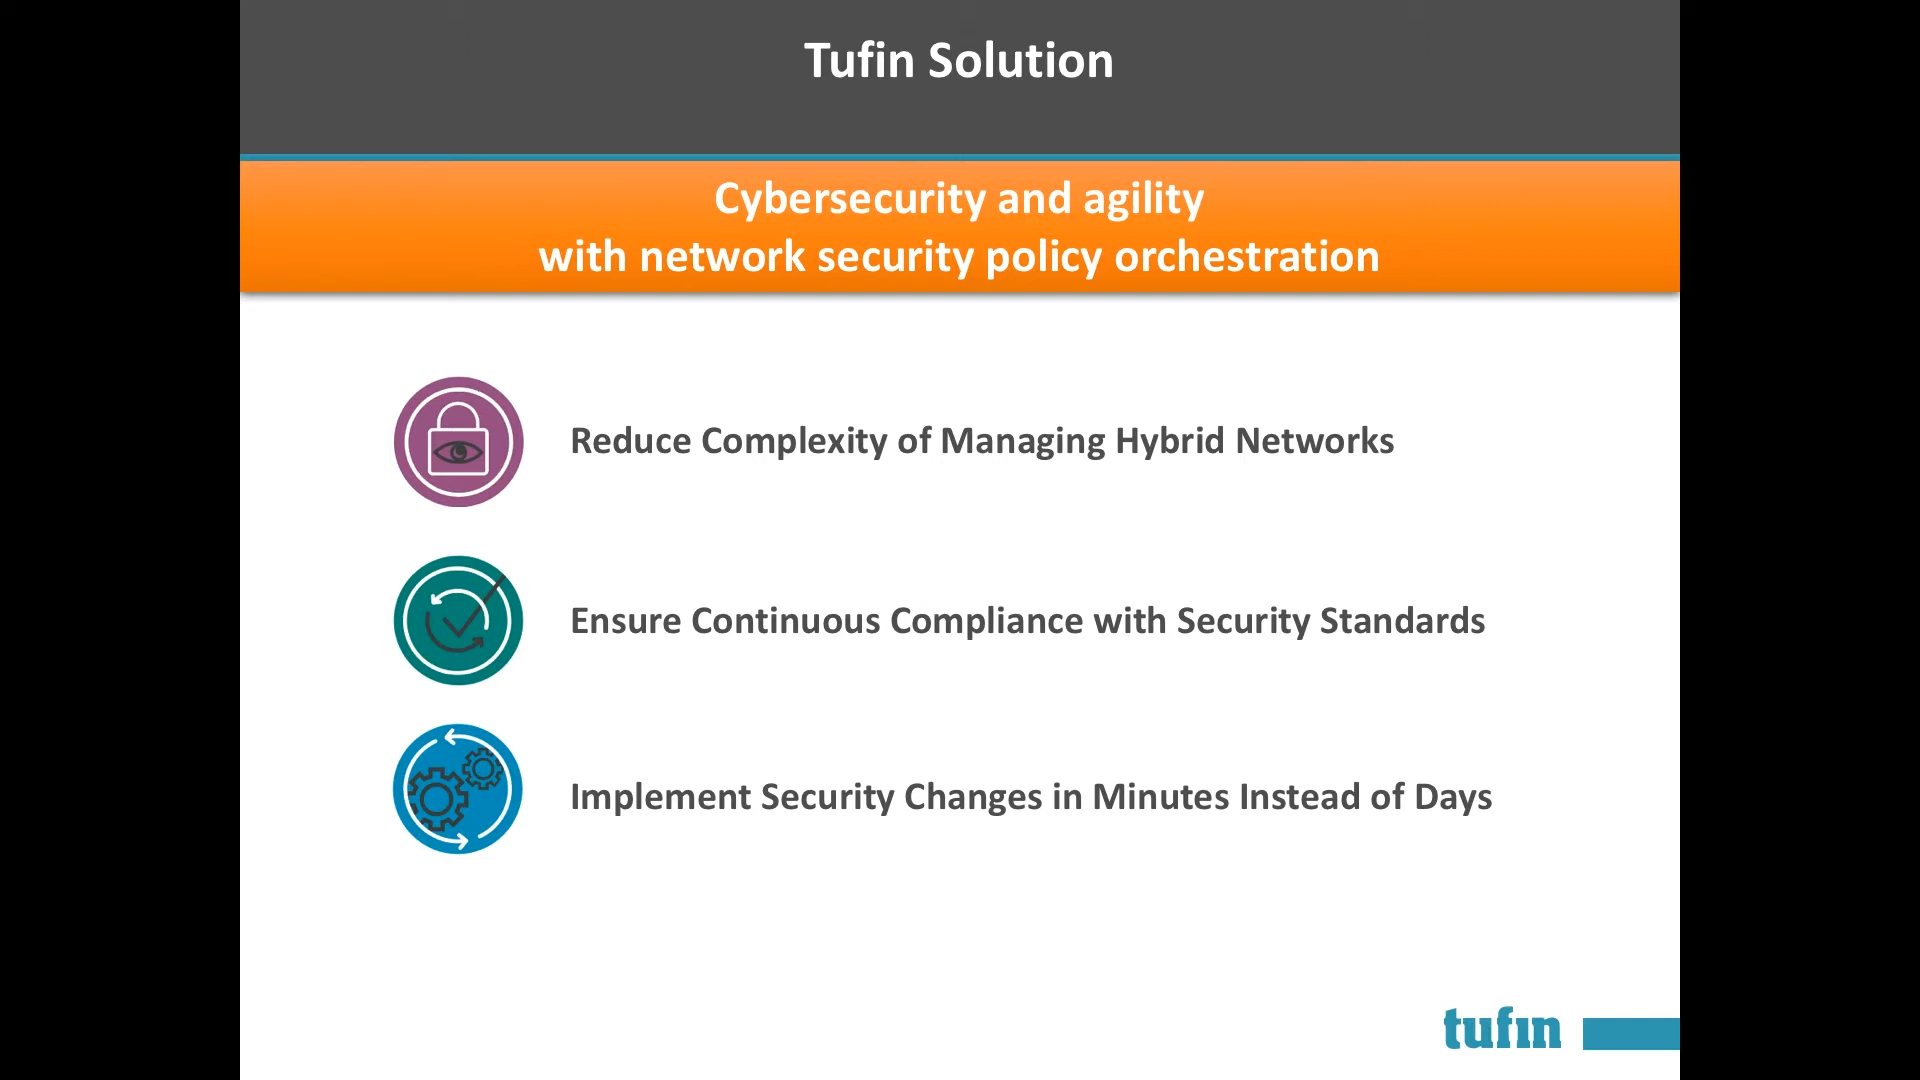 Tufin Solution
Cybersecurity and agility
with network security policy orchestration
Reduce Complexity of Managing Hybrid Networks
Ensure Continuous Compliance with Security Standards
Implement Security Changes in Minutes Instead of Days
tufin